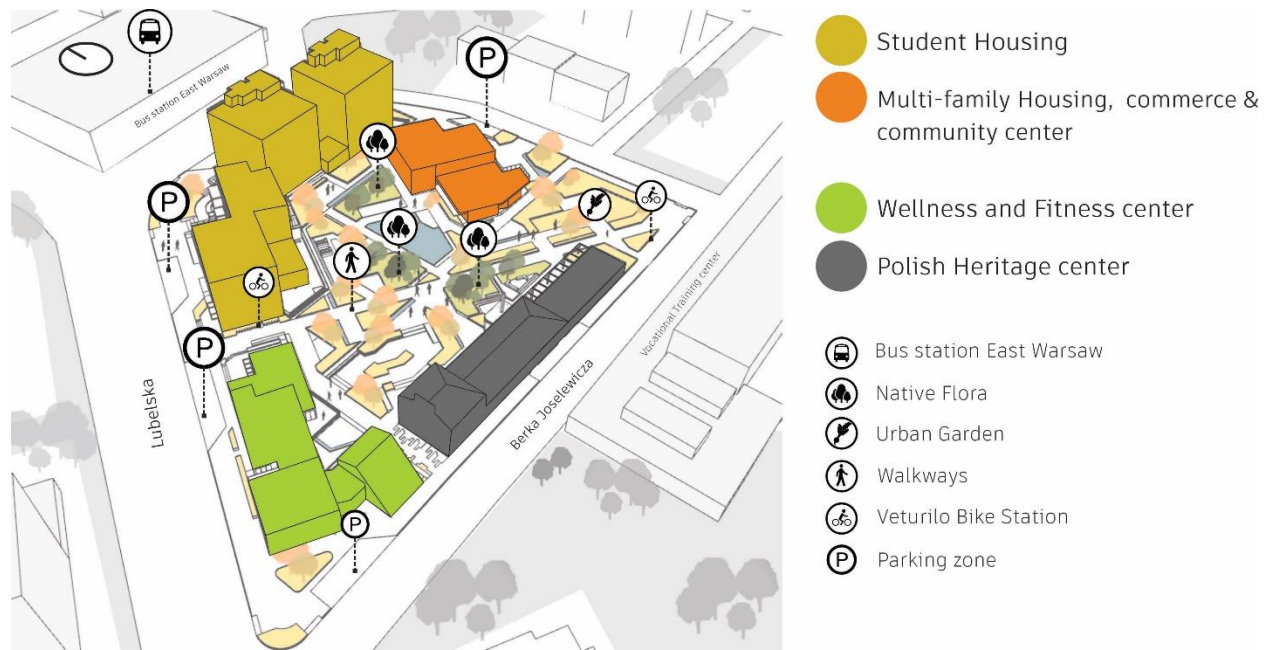 Bus station East Warsaw
P
P
P
P
Lubelska
Berka Joselewicza
Vocational Training center
Student Housing
Multi-family Housing, commerce &
community center
Wellness and Fitness center
Polish Heritage center
Bus station East Warsaw
Native Flora
Urban Garden
Walkways
Veturilo Bike Station
P Parking zone